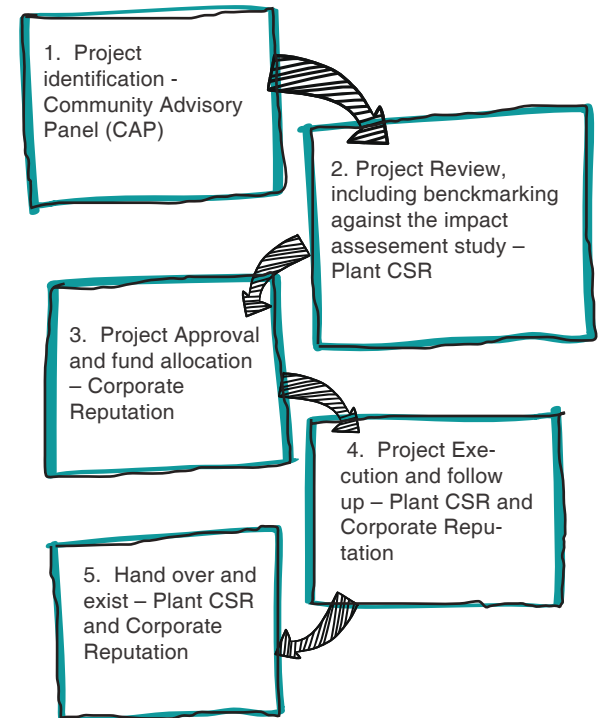 1. Project
identification -
Community Advisory
Panel (CAP)
2. Project Review,
including benckmarking
against the impact
assesement study –
Plant CSR
3. Project Approval
and fund allocation
– Corporate
Reputation
4. Project Exe-
cution and follow
up – Plant CSR and
Corporate Repu-
tation
5. Hand over and
exist – Plant CSR
and Corporate
Reputation